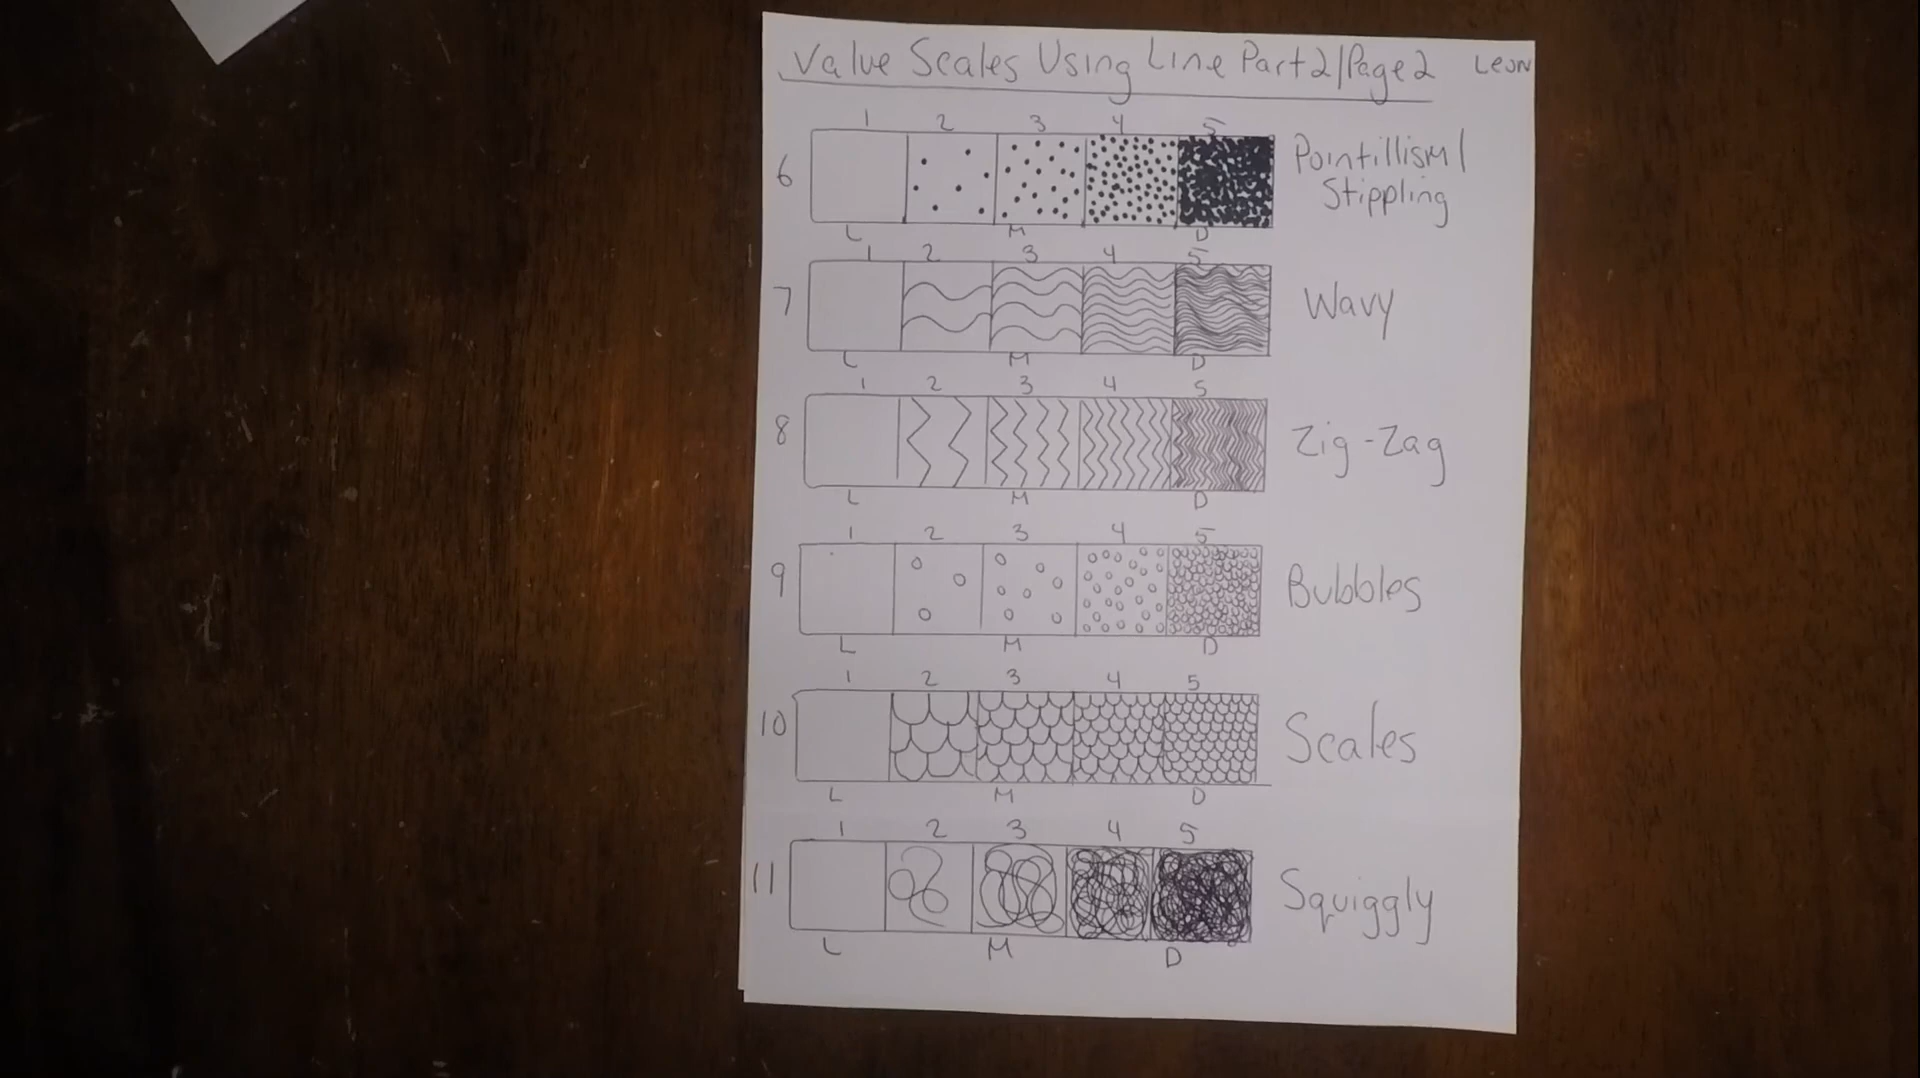 Value Scales Using Line Part 2/Page 2 Leon
1 2 3 4 5
6 Pointillism/
Stippling
L M D
1 2 3 4 5
7 Wavy
L M D
1 2 3 4 5
8 Zig-Zag
L M D
1 2 3 4 5
9 Bubbles
L M D
1 2 3 4 5
10 Scales
L M D
1 2 3 4 5
11 Squiggly
L M D